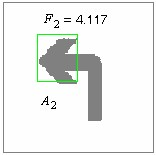 F₂ = 4.117
A₂